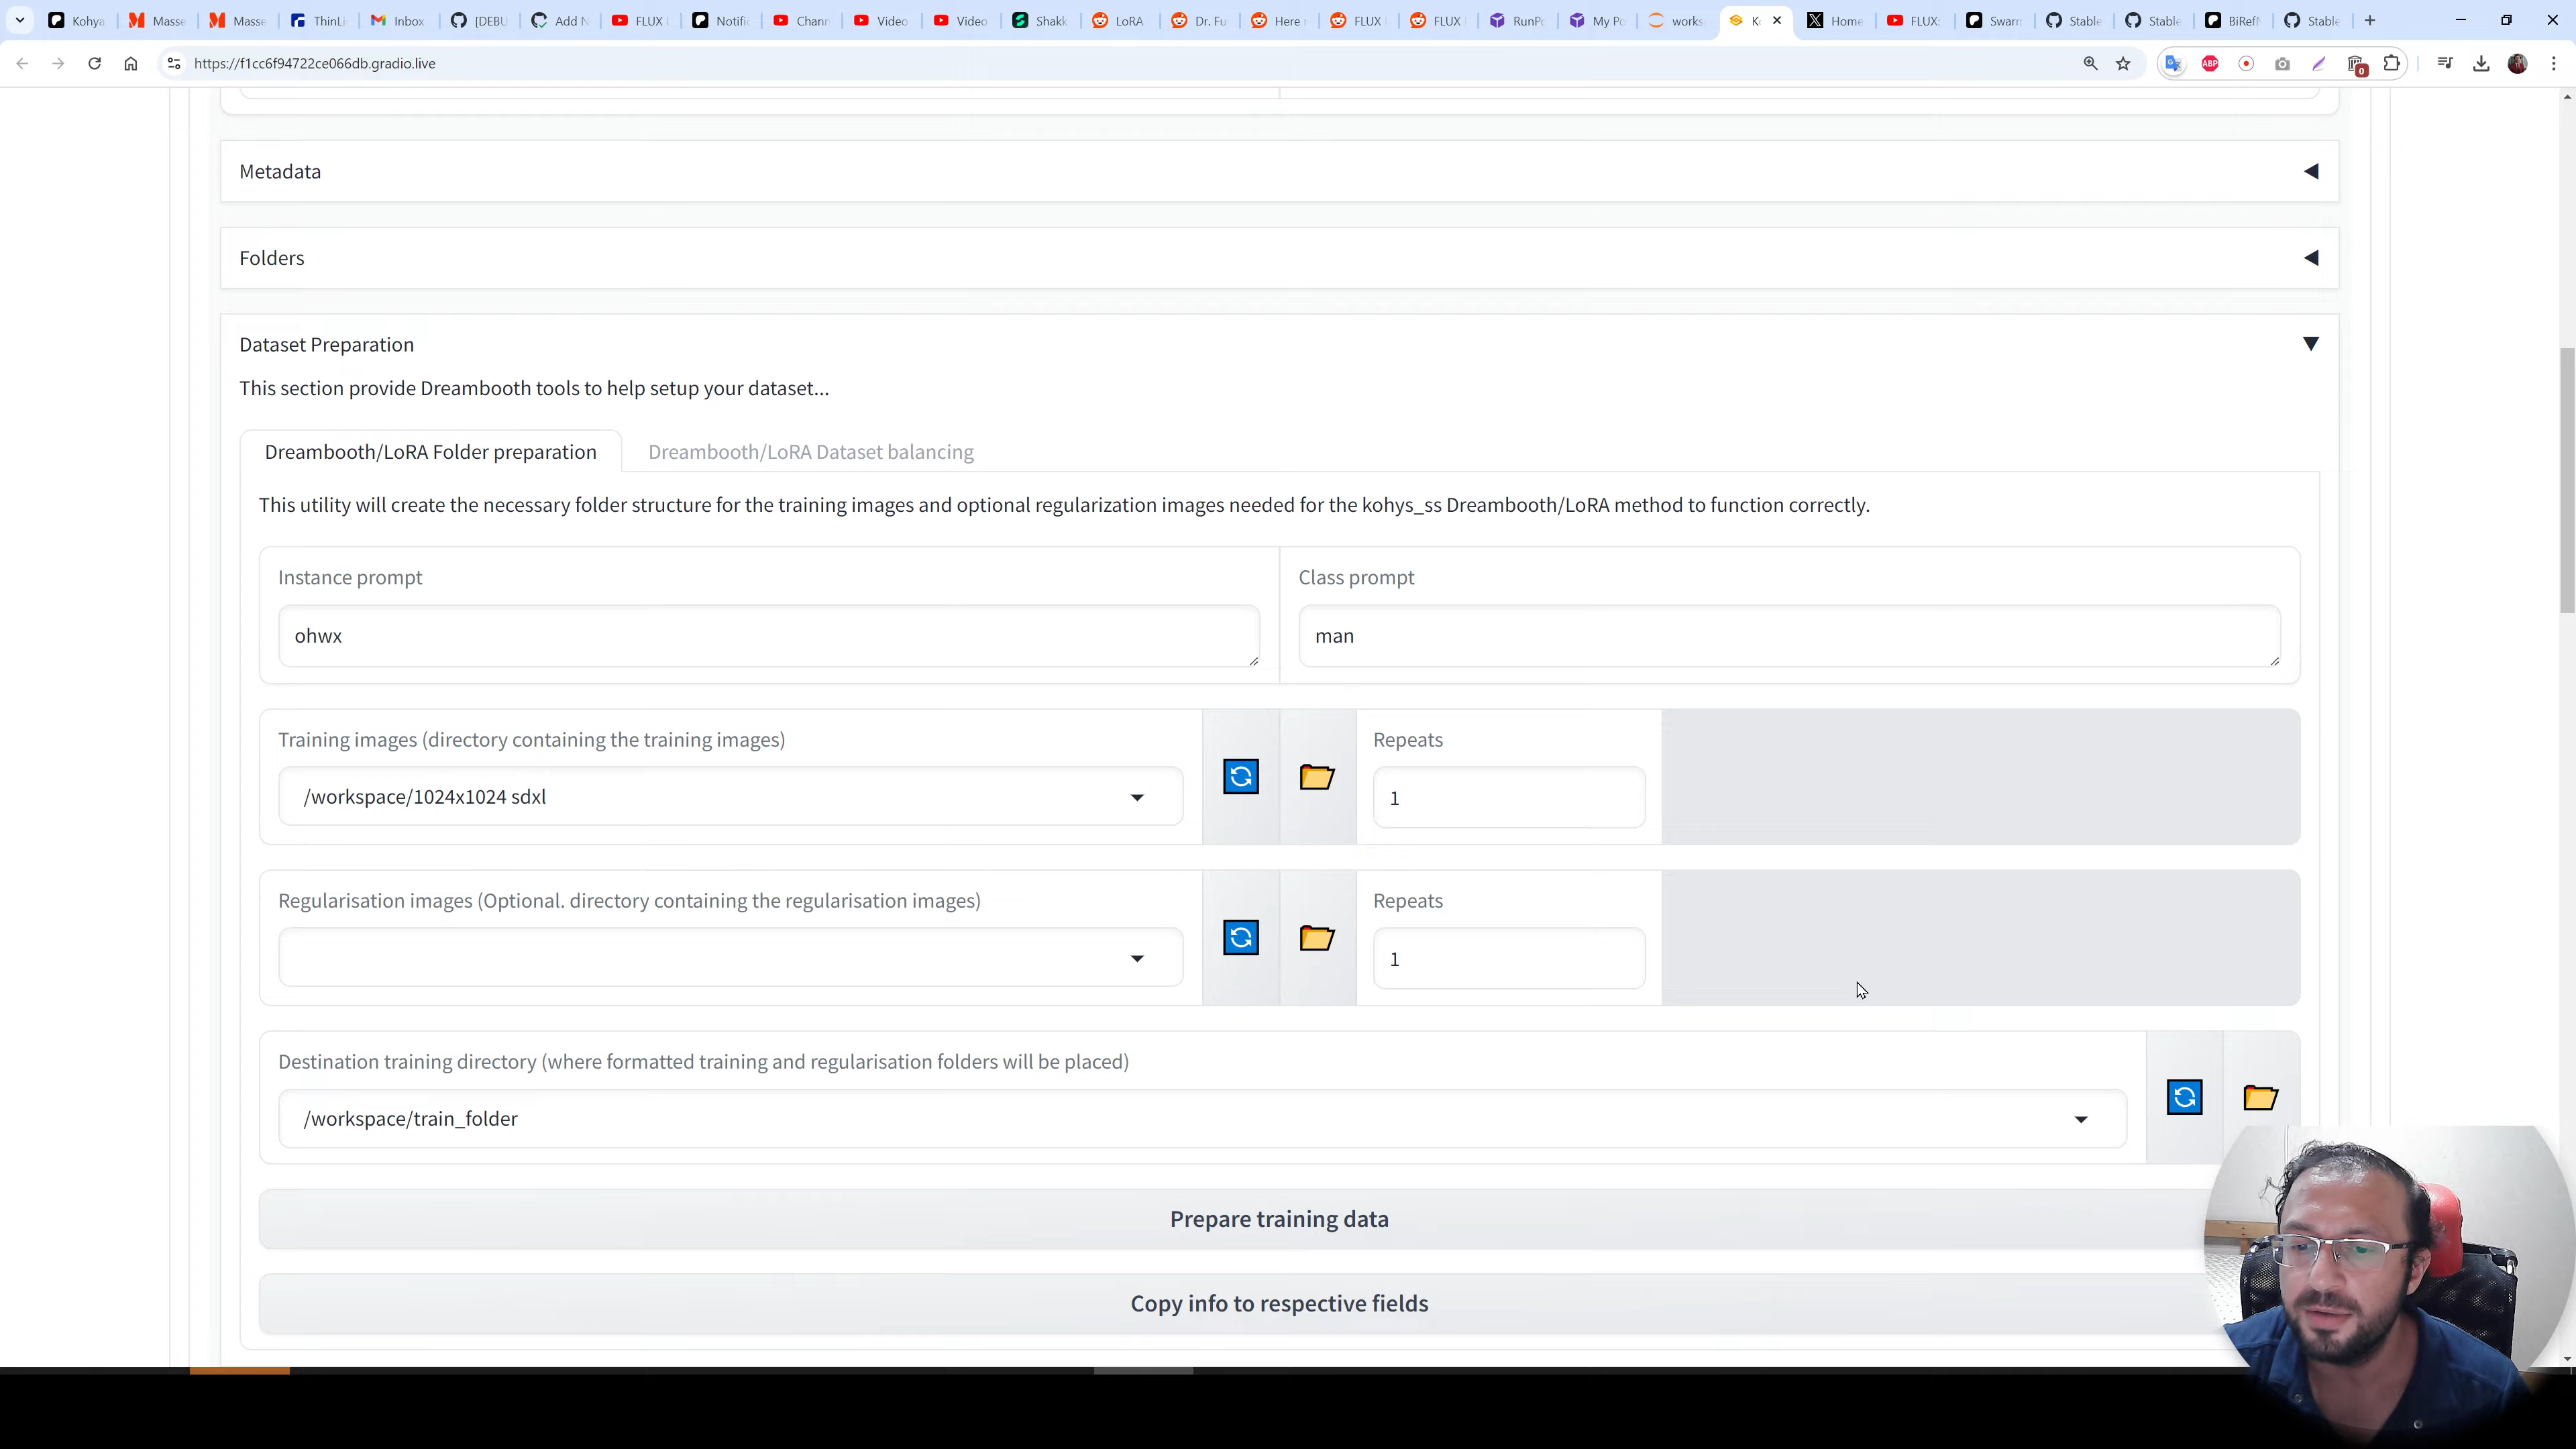 Kohya
Masse
Masse
ThinLi
Inbox
[DEBU
Add N
FLUX L
Notific
Chann
Video
Video
Shakk
LoRA
Dr. Fu
Here r
FLUX
FLUX
RunPo
My Po
works
Ko
Home
FLUX:
Swarm
Stable
Stable
BiRefN
Stable
https://f1cc6f94722ce066db.gradio.live
ABP
0
Metadata
Folders
Dataset Preparation
This section provide Dreambooth tools to help setup your dataset...
Dreambooth/LoRA Folder preparation
Dreambooth/LoRA Dataset balancing
This utility will create the necessary folder structure for the training images and optional regularization images needed for the kohys_ss Dreambooth/LoRA method to function correctly.
Instance prompt
Class prompt
ohwx
man
Training images (directory containing the training images)
Repeats
/workspace/1024x1024 sdxl
1
Regularisation images (Optional. directory containing the regularisation images)
Repeats
1
Destination training directory (where formatted training and regularisation folders will be placed)
/workspace/train_folder
Prepare training data
Copy info to respective fields